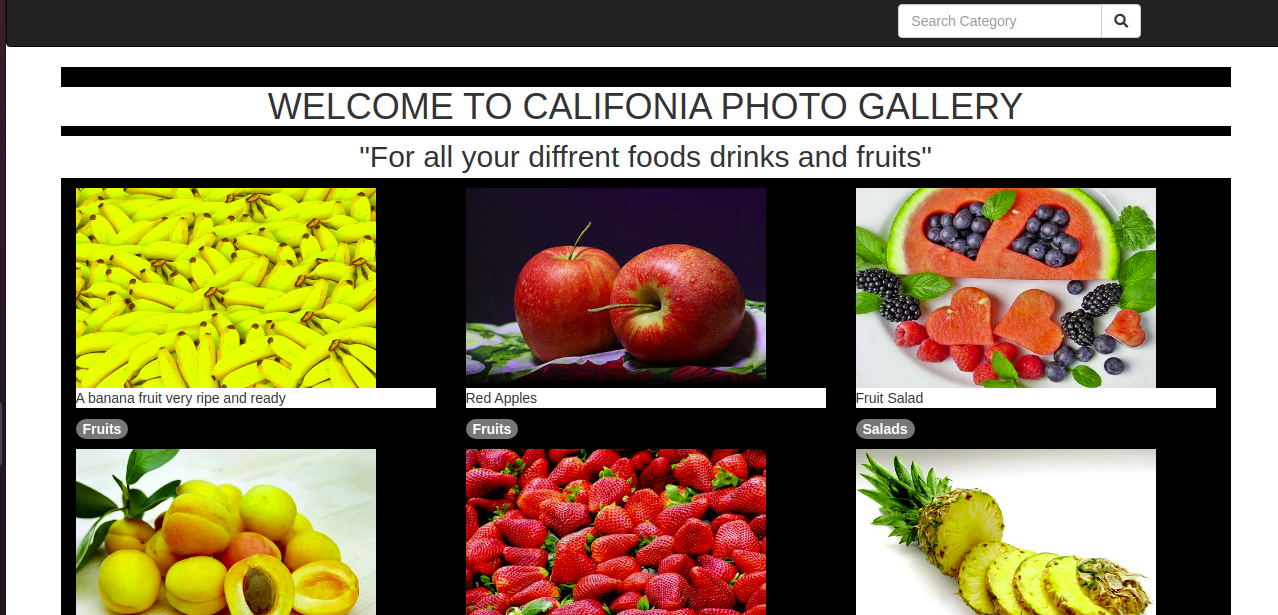 Search Category
WELCOME TO CALIFONIA PHOTO GALLERY
"For all your diffrent foods drinks and fruits"
A banana fruit very ripe and ready
Red Apples
Fruit Salad
Fruits
Fruits
Salads